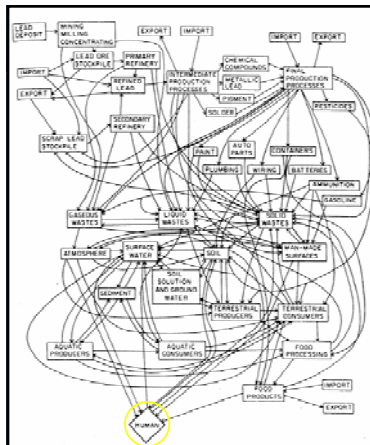 LEAD
DEPOSIT
MINING
MILLING
CONCENTRATING
EXPORT
IMPORT
IMPORT
EXPORT
LEAD ORE
STOCKPILE
PRIMARY
REFINERY
CHEMICAL
COMPOUNDS
IMPORT
REFINED
LEAD
INTERMEDIATE
PRODUCTION
PROCESSES
METALLIC
LEAD
FINAL
PRODUCTION
PROCESSES
EXPORT
PIGMENT
PESTICIDES
SOLDER
SECONDARY
REFINERY
SCRAP LEAD
STOCKPILE
PAINT
AUTO
PARTS
CONTAINERS
PLUMBING
WIRING
BATTERIES
AMMUNITION
GASOLINE
GASEOUS
WASTES
LIQUID
WASTES
SOLID
WASTES
ATMOSPHERE
SURFACE
WATER
SOIL
MAN-MADE
SURFACES
SEDIMENT
SOIL
SOLUTION
AND GROUND
WATER
TERRESTRIAL
PRODUCERS
TERRESTRIAL
CONSUMERS
AQUATIC
PRODUCERS
AQUATIC
CONSUMERS
FOOD
PROCESSING
FOOD
PRODUCTS
IMPORT
EXPORT
HUMAN